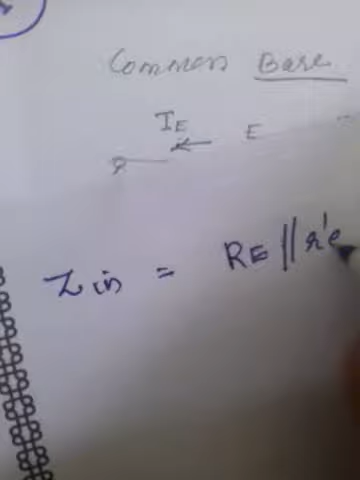 Common Base
IE
E
Zin = RE || r'e